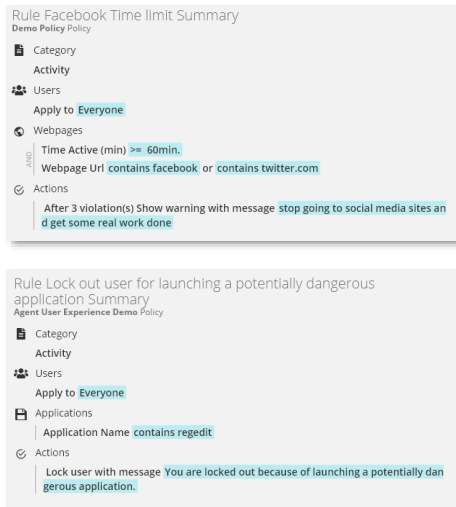 Rule Facebook Time limit Summary
Demo Policy Policy
Category
Activity
Users
Apply to Everyone
Webpages
AND
Time Active (min) >= 60min.
Webpage Url contains facebook or contains twitter.com
Actions
After 3 violation(s) Show warning with message stop going to social media sites an
d get some real work done
Rule Lock out user for launching a potentially dangerous
application Summary
Agent User Experience Demo Policy
Category
Activity
Users
Apply to Everyone
Applications
Application Name contains regedit
Actions
Lock user with message You are locked out because of launching a potentially dan
gerous application.